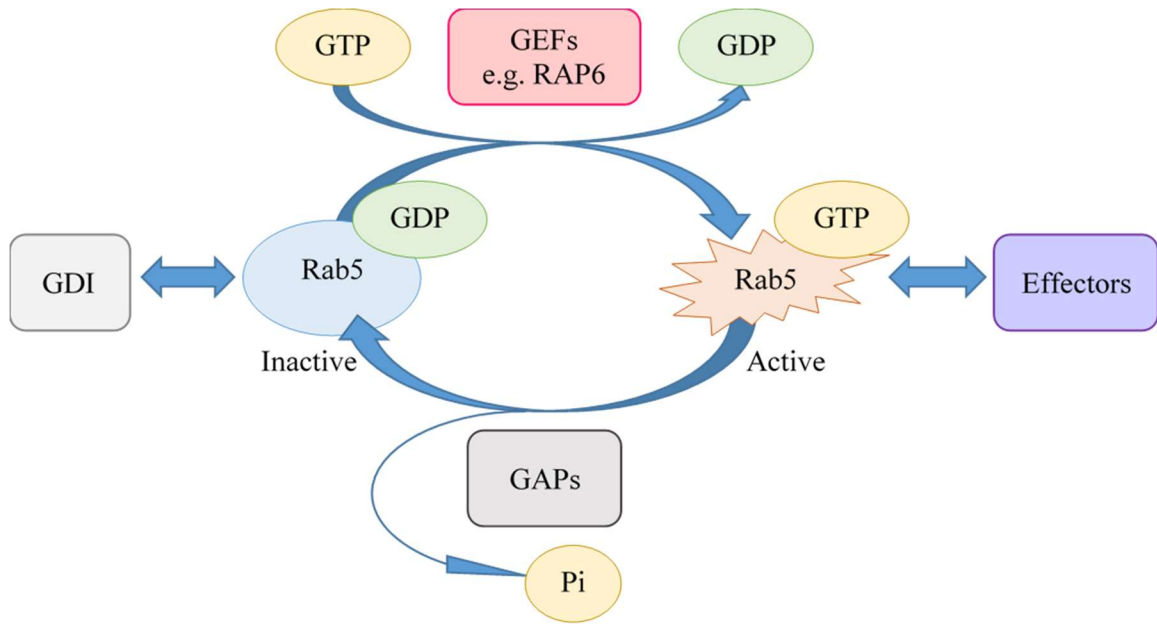 GTP
GEFs
e.g. RAP6
GDP
GDP
GTP
GDI
Rab5
Rab5
Effectors
Inactive
Active
GAPs
Pi